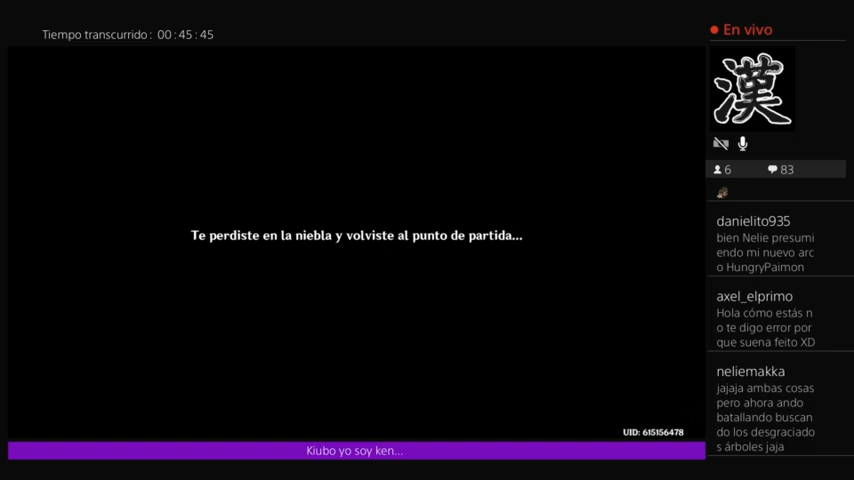 Tiempo transcurrido: 00:45:45
En vivo
漢
6
83
Te perdiste en la niebla y volviste al punto de partida...
danielito935
bien Nelie presumi
endo mi nuevo arc
o HungryPaimon
axel_elprimo
Hola cómo estás n
o te digo error por
que suena feito XD
neliemakka
jajaja ambas cosas
pero ahora ando
batallando buscan
do los desgraciado
s árboles jaja
UID: 615156478
Kiubo yo soy ken...